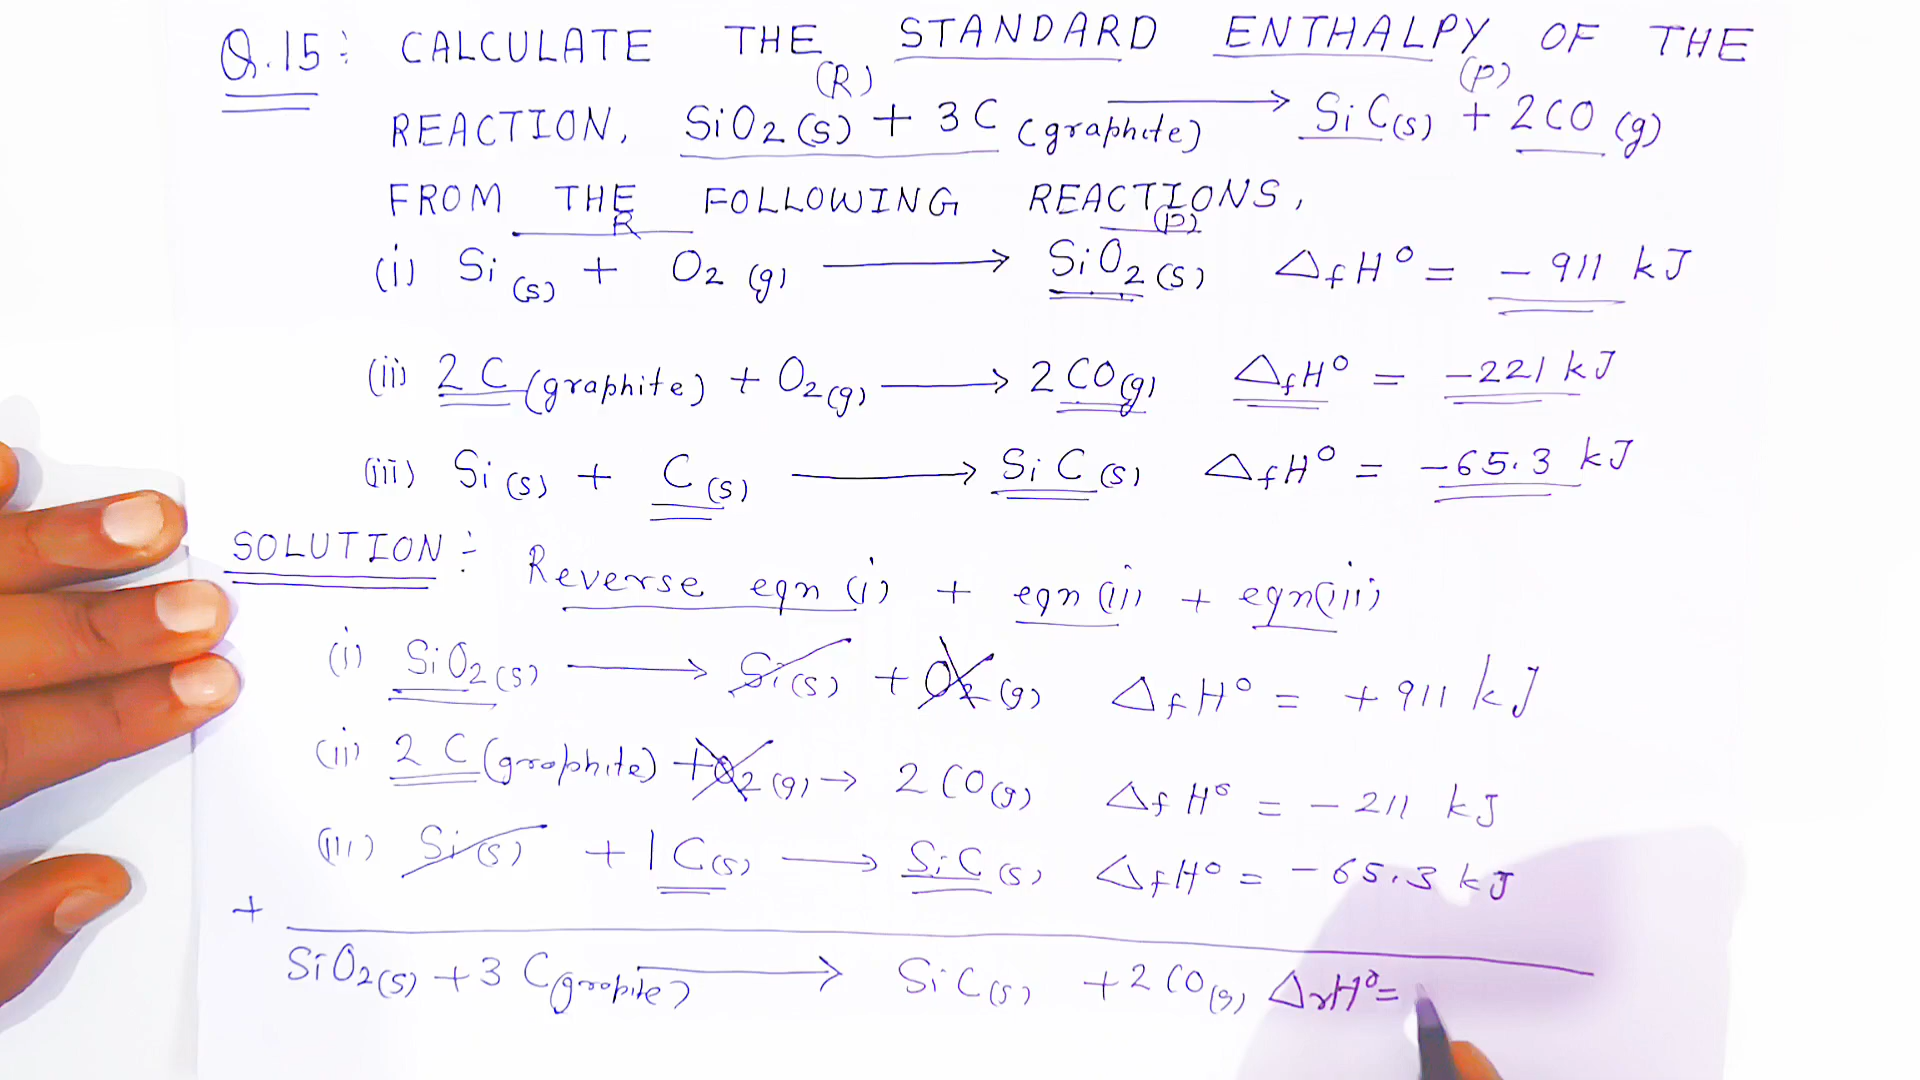 Q.15: CALCULATE THE STANDARD ENTHALPY OF THE
(R) (P)
REACTION, SiO2(s) + 3C (graphite) ⟶ SiC(s) + 2CO (g)
FROM THE FOLLOWING REACTIONS,
R (P)
(i) Si (s) + O2 (g) ⟶ SiO2 (s) ΔfH° = -911 kJ
(ii) 2 C (graphite) + O2 (g) ⟶ 2 CO(g) ΔfH° = -221 kJ
(iii) Si (s) + C (s) ⟶ SiC (s) ΔfH° = -65.3 kJ
SOLUTION :- Reverse eqn (i) + eqn (ii) + eqn (iii)
(i) SiO2 (s) ⟶ Si(s) + O2 (g) ΔfH° = +911 kJ
(ii) 2 C (graphite) + O2 (g) → 2 CO(g) ΔfH° = -211 kJ
(iii) Si(s) + 1 C(s) ⟶ SiC (s) ΔfH° = -65.3 kJ
+
SiO2(s) + 3 C(grapite) ⟶ SiC(s) + 2 CO(g) ΔrH° =